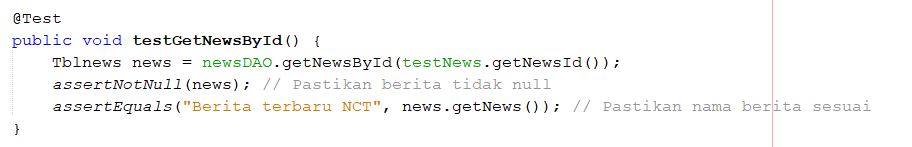 @Test
public void testGetNewsById() {
    Tblnews news = newsDAO.getNewsById(testNews.getNewsId());
    assertNotNull(news); // Pastikan berita tidak null
    assertEquals("Berita terbaru NCT", news.getNews()); // Pastikan nama berita sesuai
}